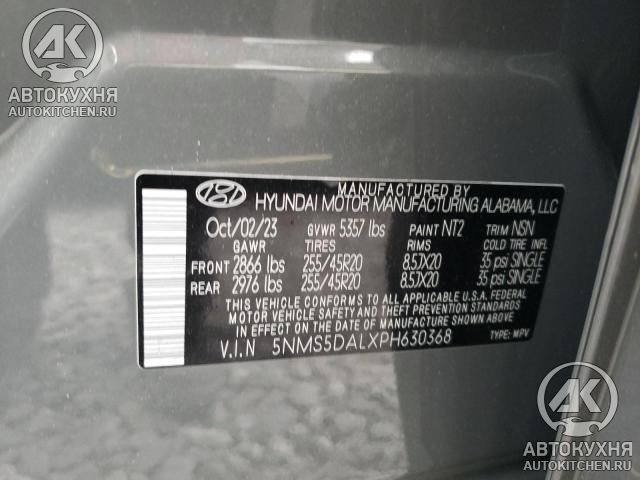 АВТОКУХНЯ
AUTOKITCHEN.RU
MANUFACTURED BY
HYUNDAI MOTOR MANUFACTURING ALABAMA, LLC
Oct/02/23 GVWR 5357 lbs PAINT NT2 TRIM NSN
GAWR TIRES RIMS COLD TIRE INFL
FRONT 2866 lbs 255/45R20 8.5JX20 35 psi SINGLE
REAR 2976 lbs 255/45R20 8.5JX20 35 psi SINGLE
THIS VEHICLE CONFORMS TO ALL APPLICABLE U.S.A. FEDERAL
MOTOR VEHICLE SAFETY, BUMPER, AND THEFT PREVENTION
STANDARDS IN EFFECT ON THE DATE OF MANUFACTURE SHOWN ABOVE.
V.I.N 5NMS5DALXPH630368 TYPE: MPV
АВТОКУХНЯ
AUTOKITCHEN.RU